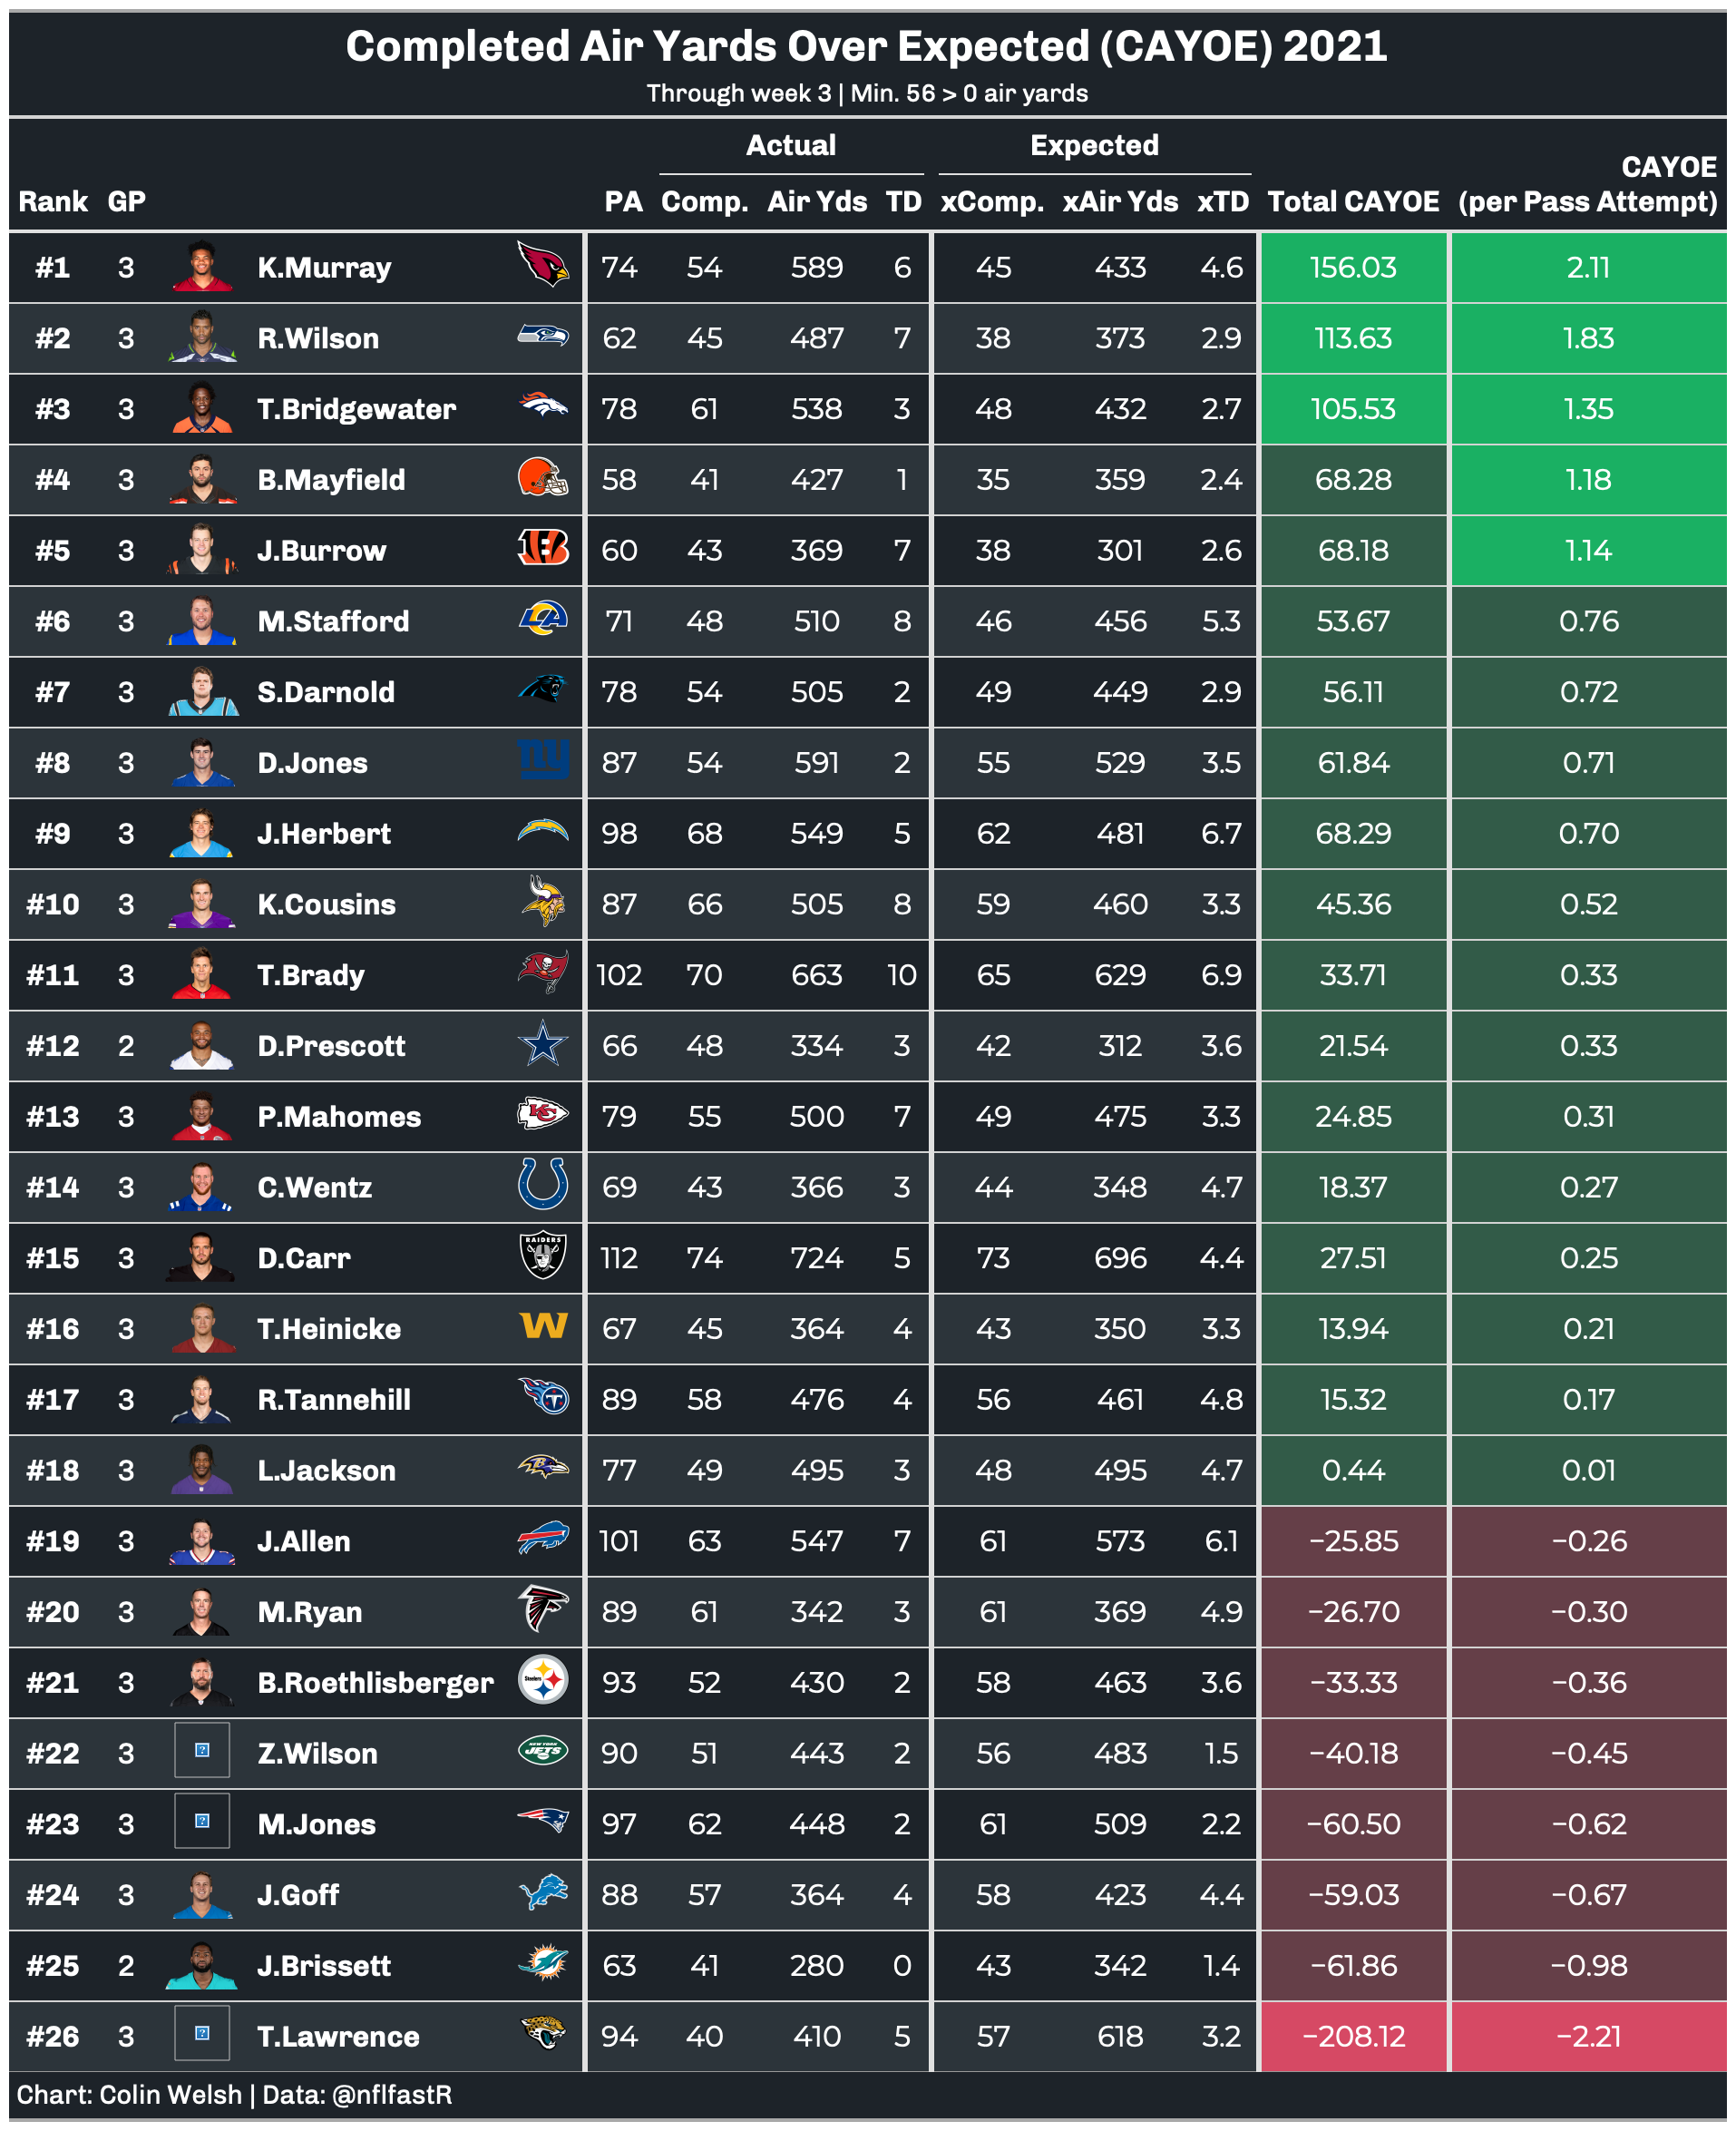 Completed Air Yards Over Expected (CAYOE) 2021
Through week 3 | Min. 56 > 0 air yards
Actual Expected CAYOE
Rank GP PA Comp. Air Yds TD xComp. xAir Yds xTD Total CAYOE (per Pass Attempt)
#1 3 K.Murray 74 54 589 6 45 433 4.6 156.03 2.11
#2 3 R.Wilson 62 45 487 7 38 373 2.9 113.63 1.83
#3 3 T.Bridgewater 78 61 538 3 48 432 2.7 105.53 1.35
#4 3 B.Mayfield 58 41 427 1 35 359 2.4 68.28 1.18
#5 3 J.Burrow 60 43 369 7 38 301 2.6 68.18 1.14
#6 3 M.Stafford 71 48 510 8 46 456 5.3 53.67 0.76
#7 3 S.Darnold 78 54 505 2 49 449 2.9 56.11 0.72
#8 3 D.Jones ny 87 54 591 2 55 529 3.5 61.84 0.71
#9 3 J.Herbert 98 68 549 5 62 481 6.7 68.29 0.70
#10 3 K.Cousins 87 66 505 8 59 460 3.3 45.36 0.52
#11 3 T.Brady 102 70 663 10 65 629 6.9 33.71 0.33
#12 2 D.Prescott 66 48 334 3 42 312 3.6 21.54 0.33
#13 3 P.Mahomes KC 79 55 500 7 49 475 3.3 24.85 0.31
#14 3 C.Wentz 69 43 366 3 44 348 4.7 18.37 0.27
#15 3 D.Carr RAIDERS 112 74 724 5 73 696 4.4 27.51 0.25
#16 3 T.Heinicke W 67 45 364 4 43 350 3.3 13.94 0.21
#17 3 R.Tannehill T 89 58 476 4 56 461 4.8 15.32 0.17
#18 3 L.Jackson B 77 49 495 3 48 495 4.7 0.44 0.01
#19 3 J.Allen 101 63 547 7 61 573 6.1 −25.85 −0.26
#20 3 M.Ryan 89 61 342 3 61 369 4.9 −26.70 −0.30
#21 3 B.Roethlisberger Steelers 93 52 430 2 58 463 3.6 −33.33 −0.36
#22 3 ? Z.Wilson NEW YORK JETS 90 51 443 2 56 483 1.5 −40.18 −0.45
#23 3 ? M.Jones 97 62 448 2 61 509 2.2 −60.50 −0.62
#24 3 J.Goff 88 57 364 4 58 423 4.4 −59.03 −0.67
#25 2 J.Brissett 63 41 280 0 43 342 1.4 −61.86 −0.98
#26 3 ? T.Lawrence 94 40 410 5 57 618 3.2 −208.12 −2.21
Chart: Colin Welsh | Data: @nflfastR